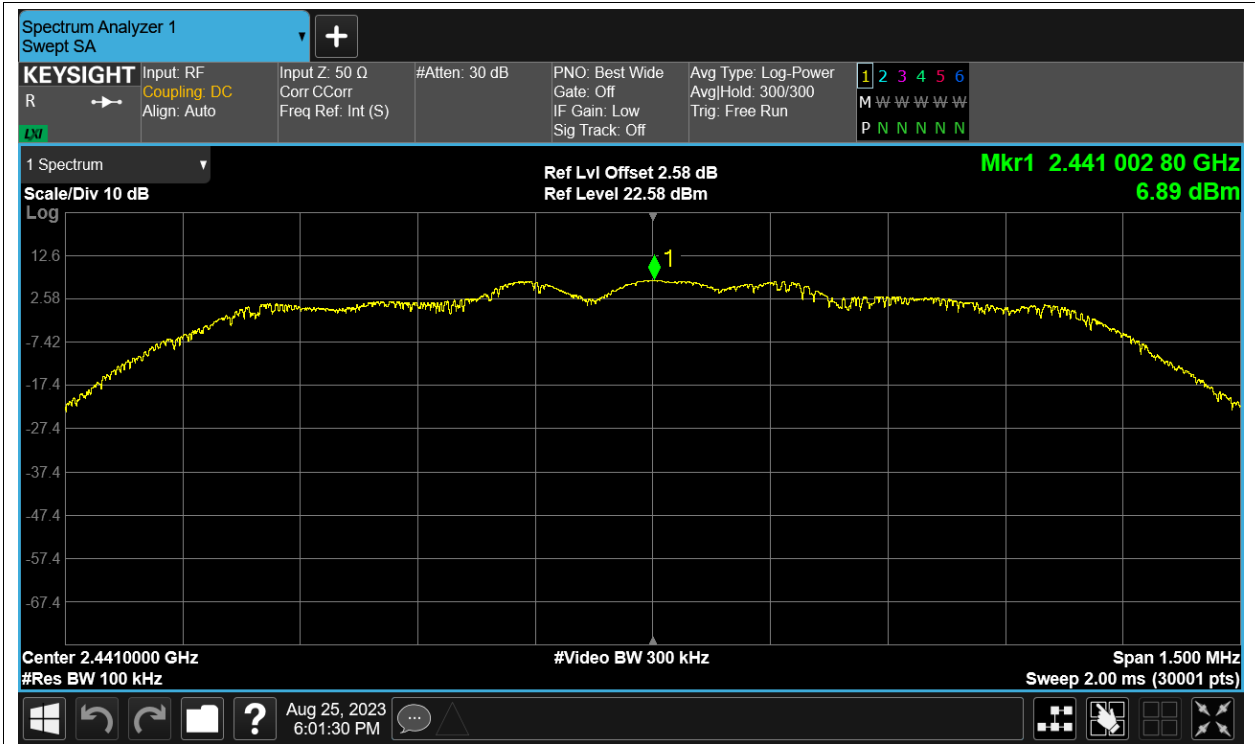 Spectrum Analyzer 1
Swept SA
▼
+
KEYSIGHT
R
LXI
Input: RF
Coupling: DC
Align: Auto
Input Z: 50 Ω
Corr CCorr
Freq Ref: Int (S)
#Atten: 30 dB
PNO: Best Wide
Gate: Off
IF Gain: Low
Sig Track: Off
Avg Type: Log-Power
Avg|Hold: 300/300
Trig: Free Run
1 2 3 4 5 6
M W W W W W
P N N N N N
1 Spectrum ▼
Scale/Div 10 dB
Log
Ref Lvl Offset 2.58 dB
Ref Level 22.58 dBm
Mkr1 2.441 002 80 GHz
6.89 dBm
1
12.6
2.58
-7.42
-17.4
-27.4
-37.4
-47.4
-57.4
-67.4
Center 2.4410000 GHz
#Res BW 100 kHz
#Video BW 300 kHz
Span 1.500 MHz
Sweep 2.00 ms (30001 pts)
?
Aug 25, 2023
6:01:30 PM